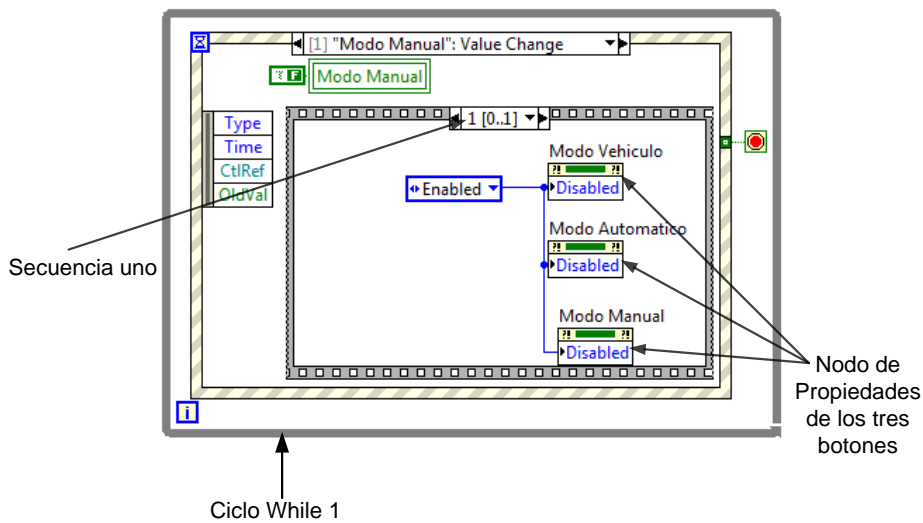 [1] "Modo Manual": Value Change
F Modo Manual
1 [0..1]
Type
Time
CtlRef
OldVal
Modo Vehiculo
Enabled
Disabled
Modo Automatico
Disabled
Modo Manual
Disabled
Secuencia uno
Nodo de
Propiedades
de los tres
botones
i
Ciclo While 1